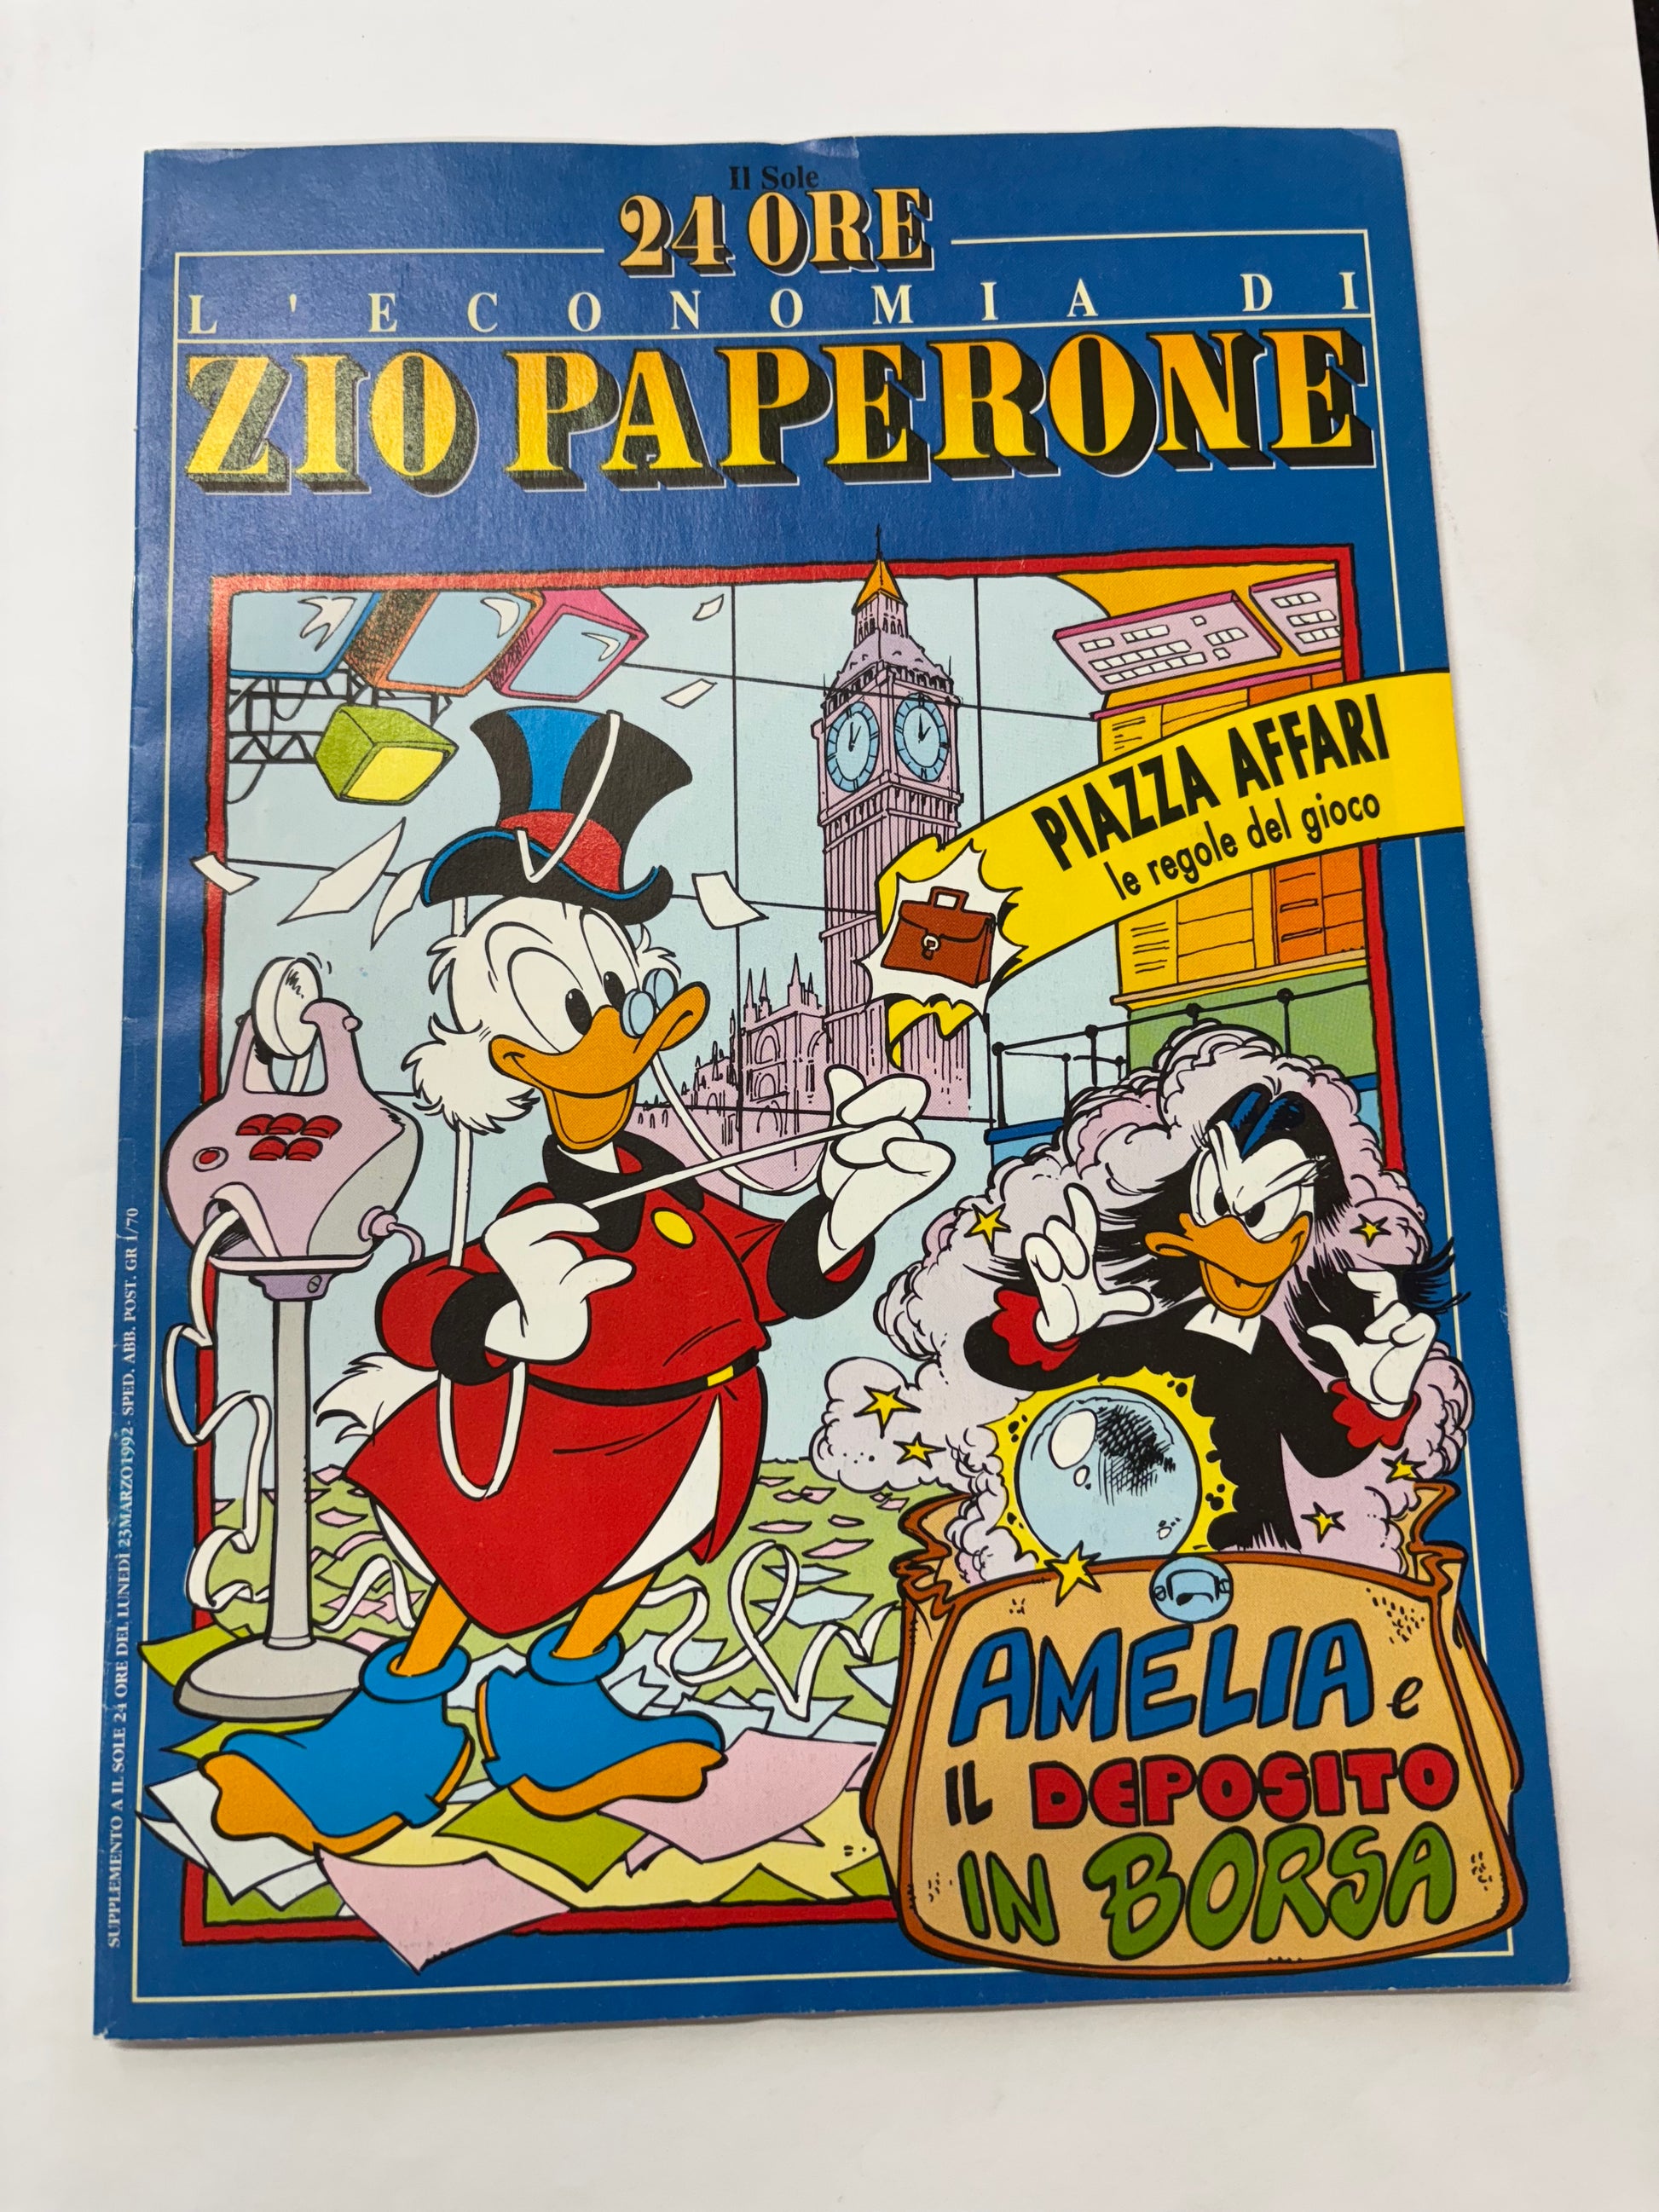 Il Sole
24 ORE
L'ECONOMIA DI
ZIO PAPERONE
PIAZZA AFFARI
le regole del gioco
AMELIA e
IL DEPOSITO
IN BORSA
SUPPLEMENTO A IL SOLE 24 ORE DEL LUNEDÌ 23 MARZO 1992 - SPED. ABB. POST. GR 1/70